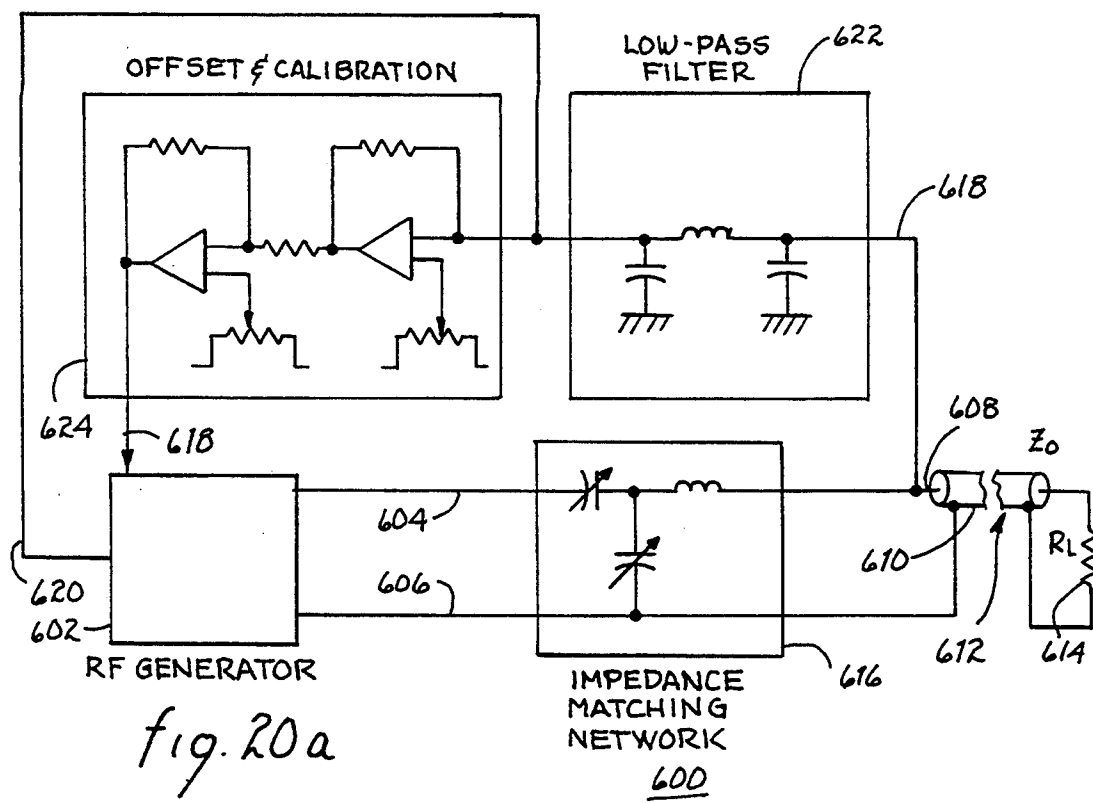 OFFSET & CALIBRATION
LOW-PASS
FILTER
622
618
624
618
608
Z₀
604
610
R_L
620
606
602
612
614
RF GENERATOR
616
IMPEDANCE
MATCHING
NETWORK
fig. 20a
600